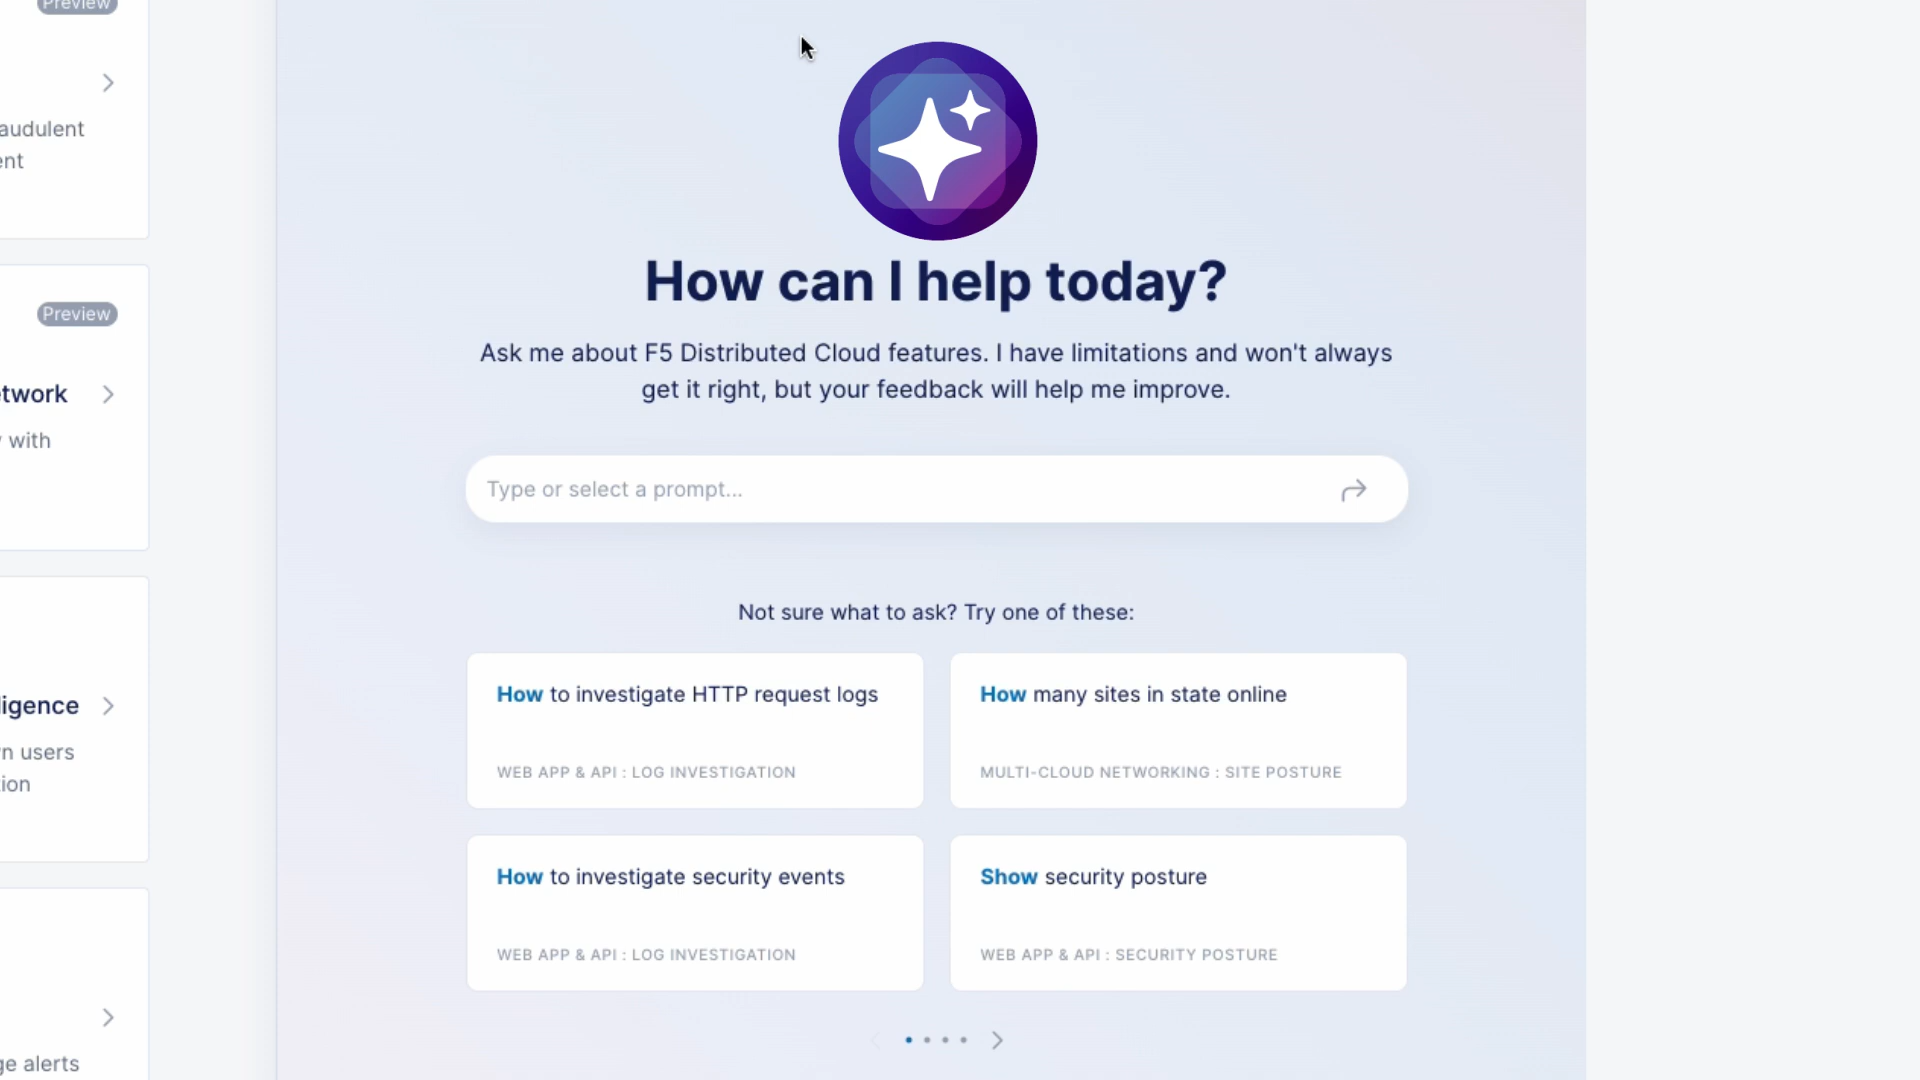 Preview
audulent
ent
Preview
etwork
with
ligence
n users
tion
ge alerts
How can I help today?
Ask me about F5 Distributed Cloud features. I have limitations and won't always
get it right, but your feedback will help me improve.
Type or select a prompt...
Not sure what to ask? Try one of these:
How to investigate HTTP request logs
WEB APP & API : LOG INVESTIGATION
How many sites in state online
MULTI-CLOUD NETWORKING : SITE POSTURE
How to investigate security events
WEB APP & API : LOG INVESTIGATION
Show security posture
WEB APP & API : SECURITY POSTURE